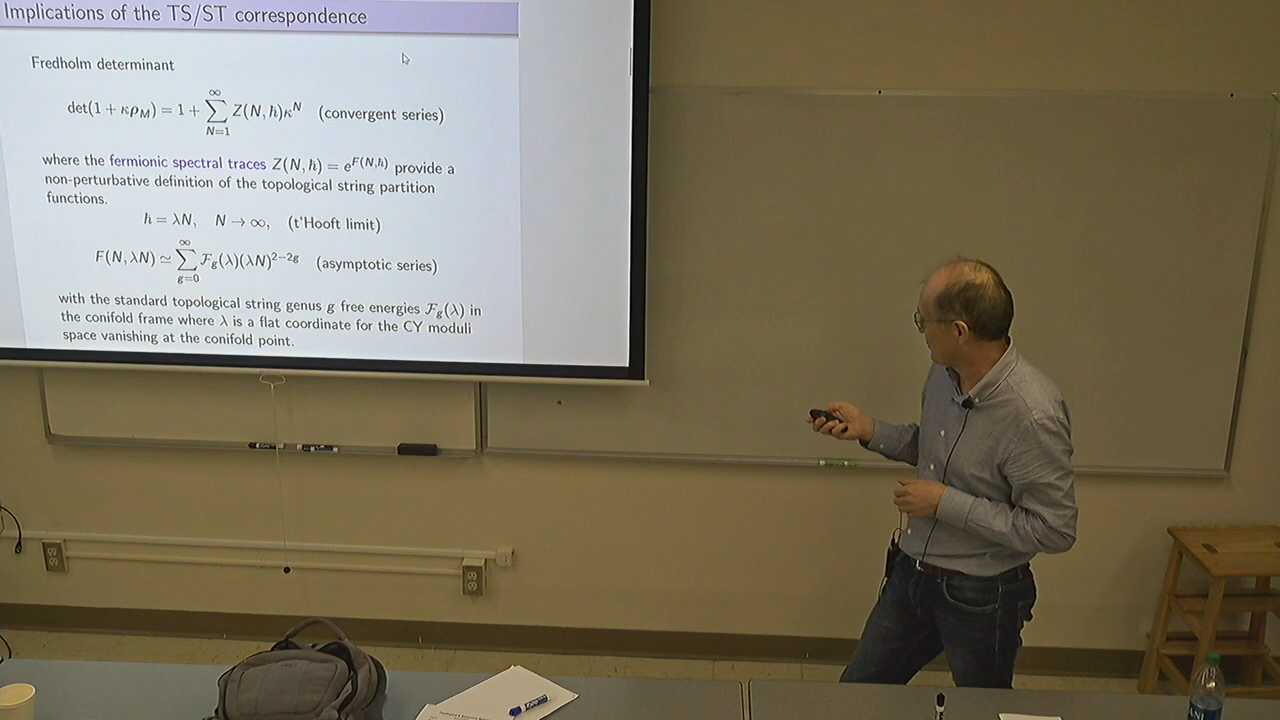 Implications of the TS/ST correspondence
Fredholm determinant
det(1 + κρ_M) = 1 + ∑_{N=1}^{∞} Z(N, ħ)κ^N (convergent series)
where the fermionic spectral traces Z(N, ħ) = e^{F(N,ħ)} provide a
non-perturbative definition of the topological string partition
functions.
ħ = λN, N → ∞, (t'Hooft limit)
F(N, λN) ≃ ∑_{g=0}^{∞} ℱ_g(λ)(λN)^{2−2g} (asymptotic series)
with the standard topological string genus g free energies ℱ_g(λ) in
the conifold frame where λ is a flat coordinate for the CY moduli
space vanishing at the conifold point.